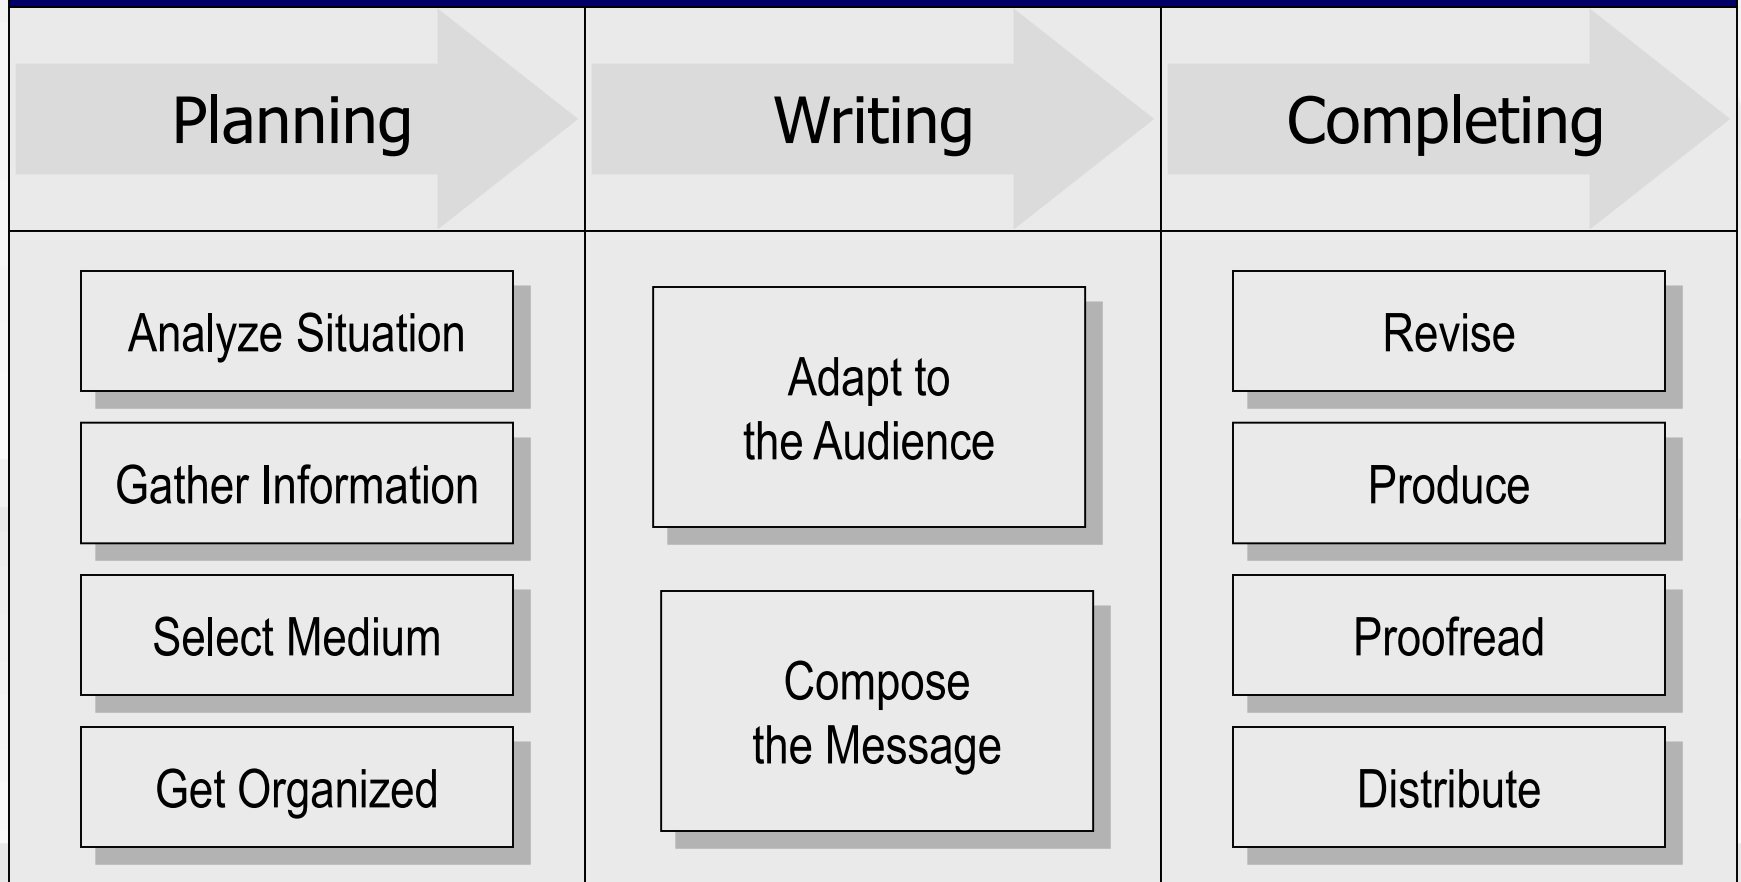 Planning
Writing
Completing
Analyze Situation
Gather Information
Select Medium
Get Organized
Adapt to
the Audience
Compose
the Message
Revise
Produce
Proofread
Distribute